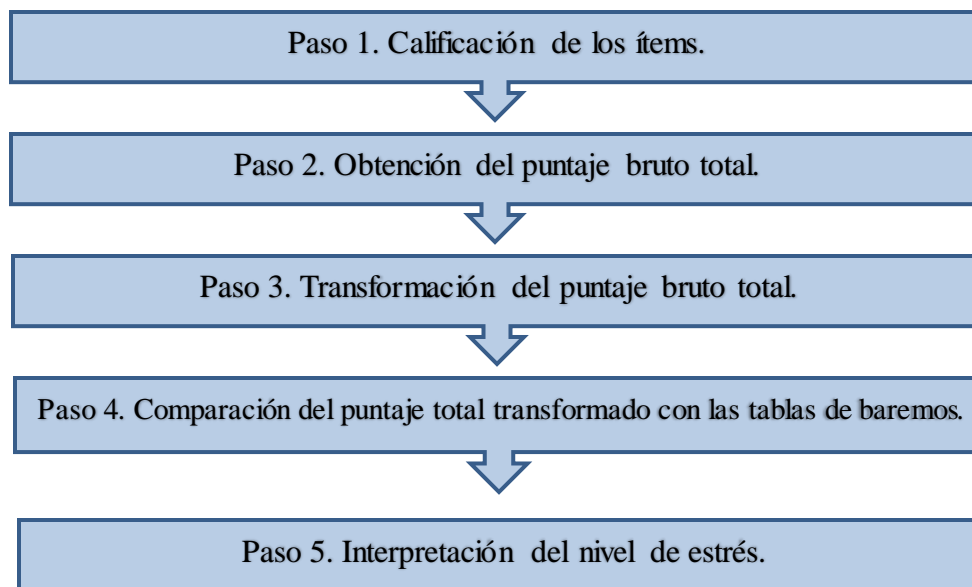 Paso 1. Calificación de los ítems.
Paso 2. Obtención del puntaje bruto total.
Paso 3. Transformación del puntaje bruto total.
Paso 4. Comparación del puntaje total transformado con las tablas de baremos.
Paso 5. Interpretación del nivel de estrés.